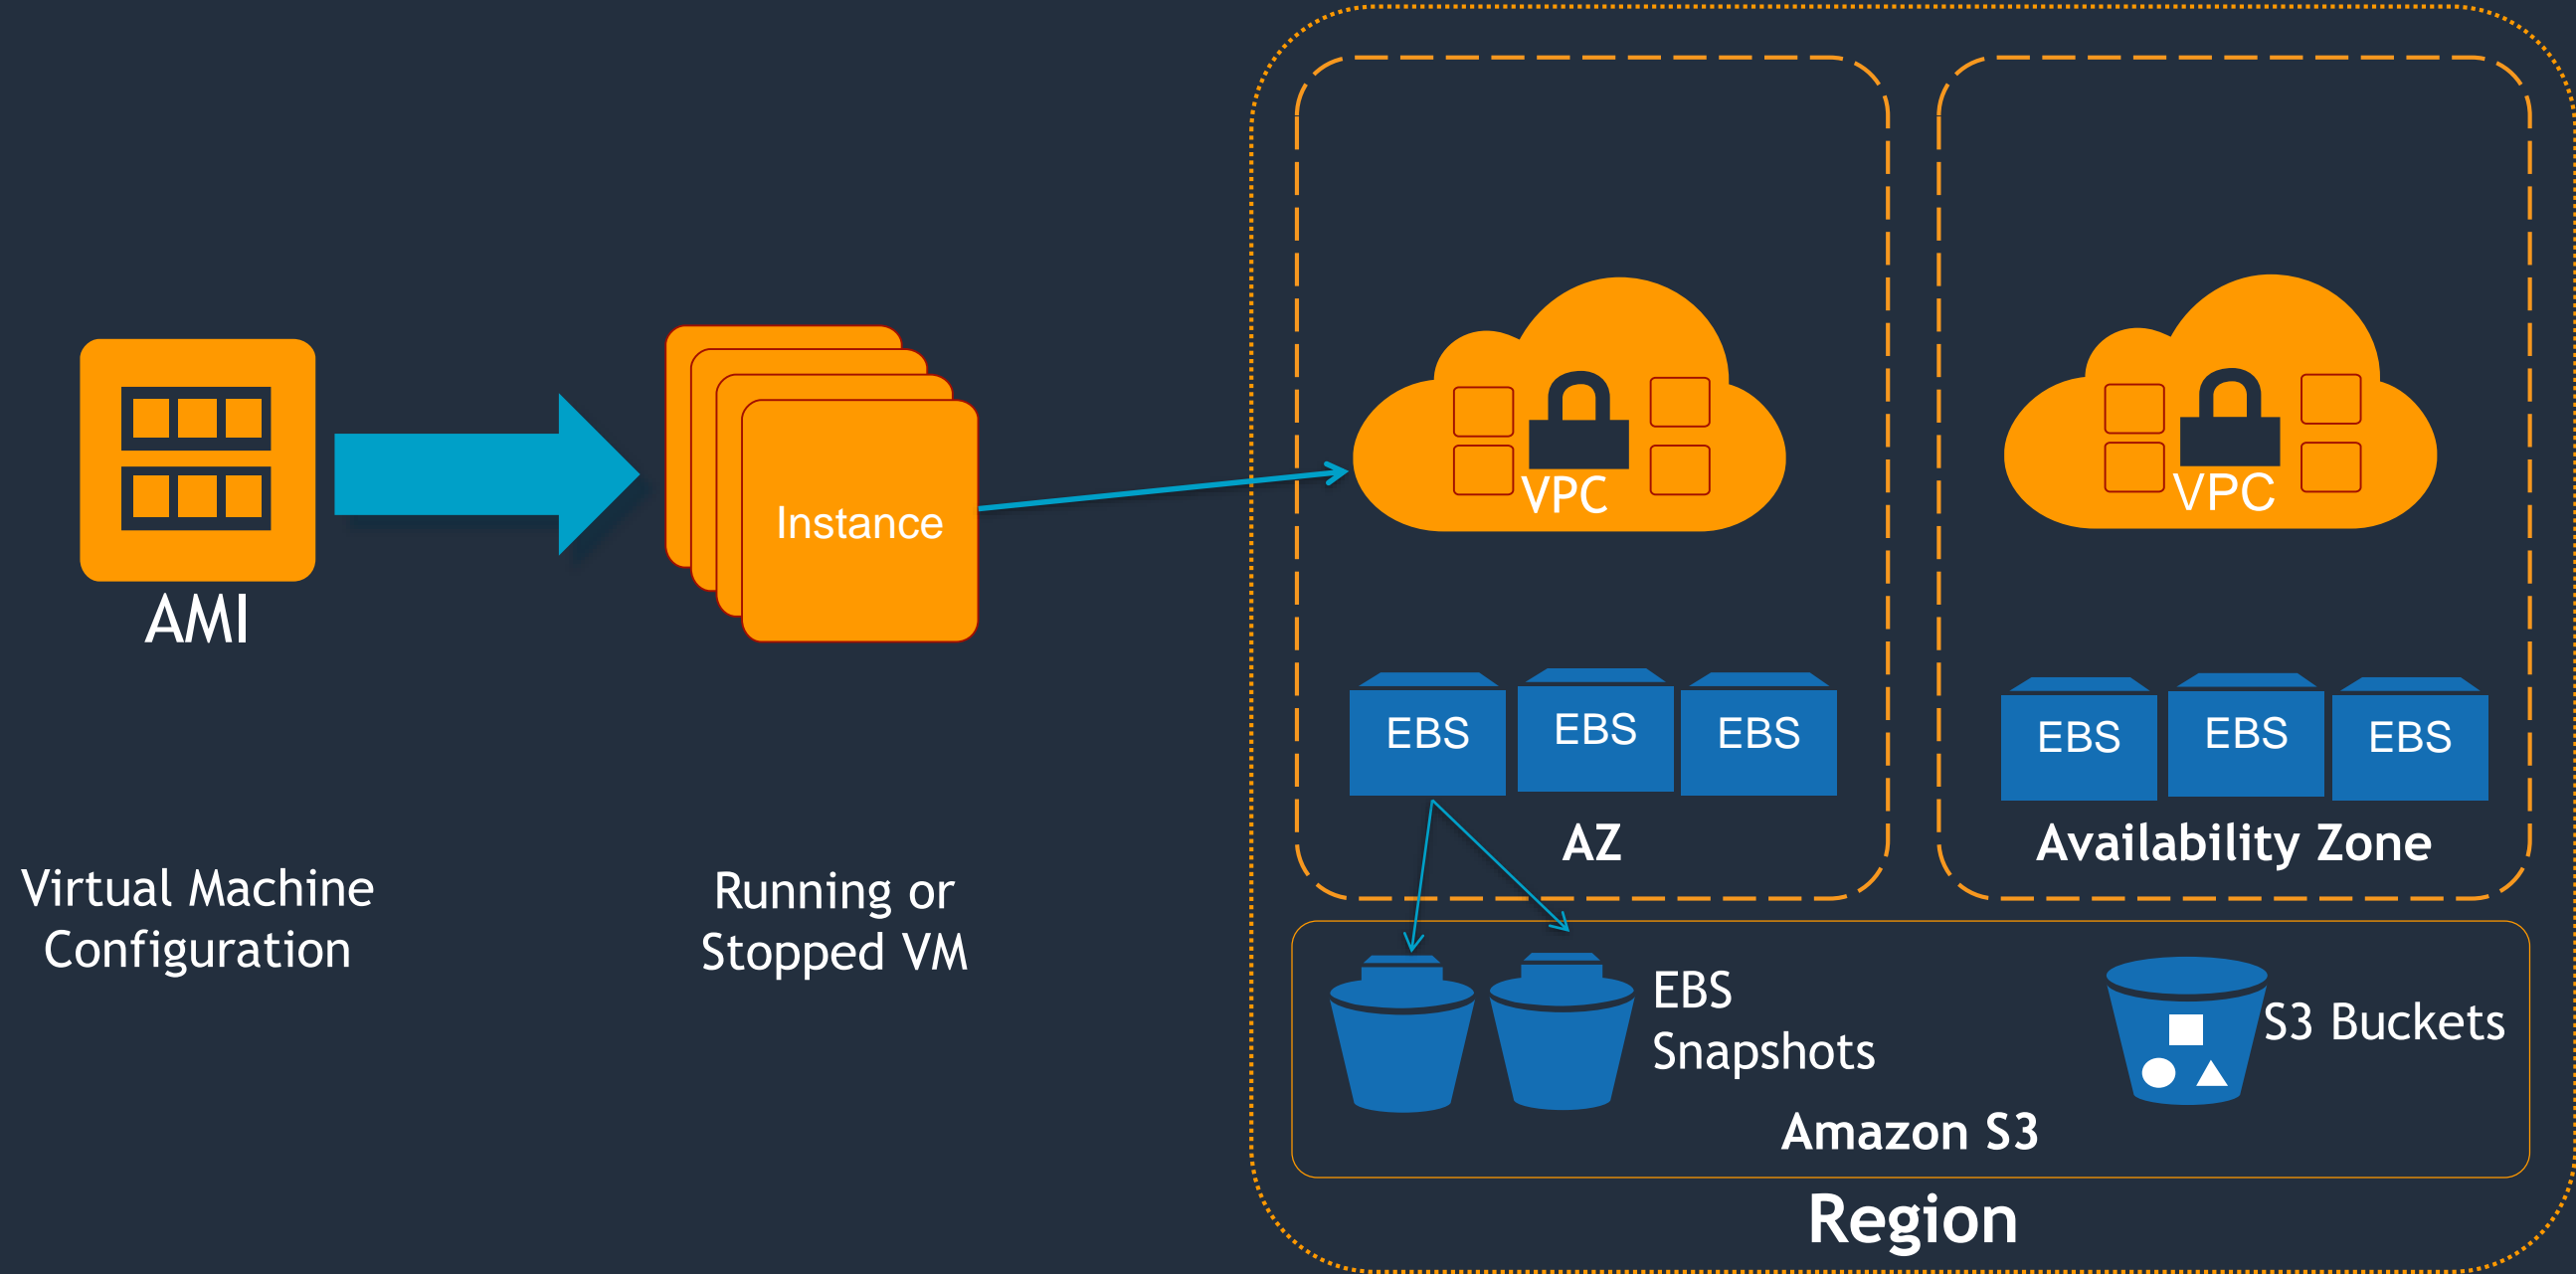 AMI
Virtual Machine
Configuration
Instance
Running or
Stopped VM
VPC
EBS
EBS
EBS
AZ
VPC
EBS
EBS
EBS
Availability Zone
EBS
Snapshots
S3 Buckets
Amazon S3
Region